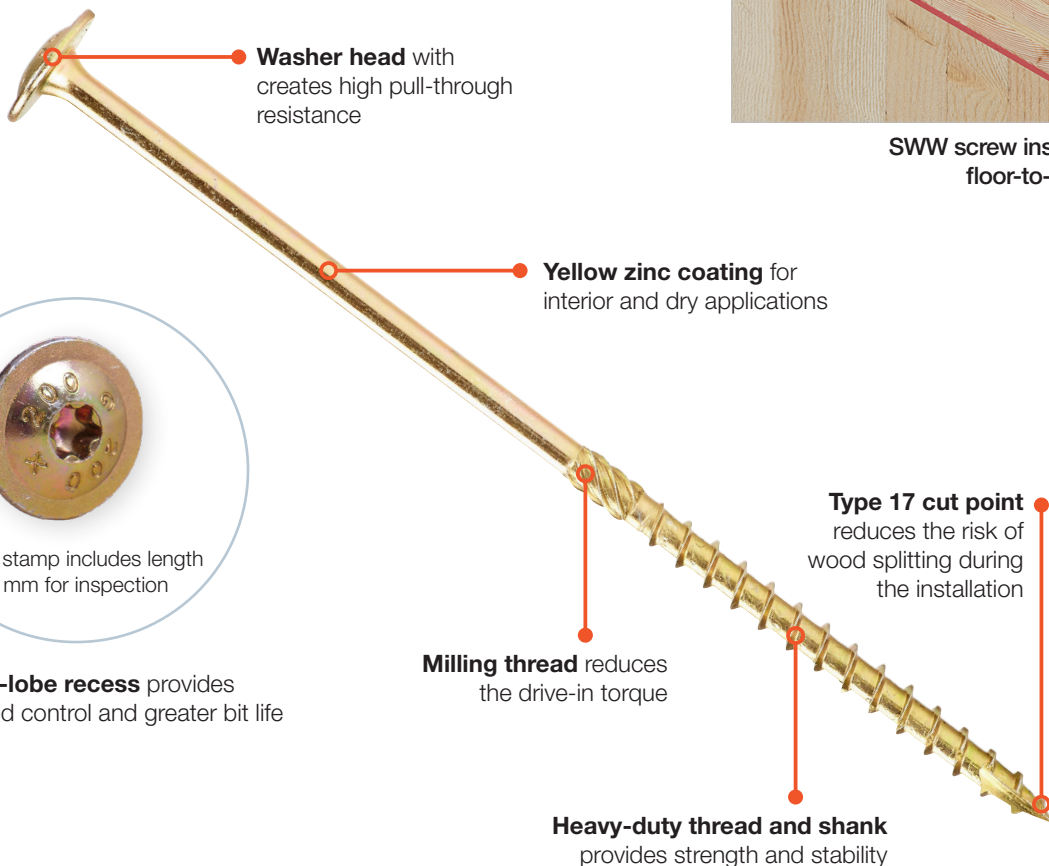 Washer head with
creates high pull-through
resistance
SWW screw ins
floor-to-
Yellow zinc coating for
interior and dry applications
200
200
X
stamp includes length
mm for inspection
Type 17 cut point
reduces the risk of
wood splitting during
the installation
Milling thread reduces
the drive-in torque
-lobe recess provides
d control and greater bit life
Heavy-duty thread and shank
provides strength and stability